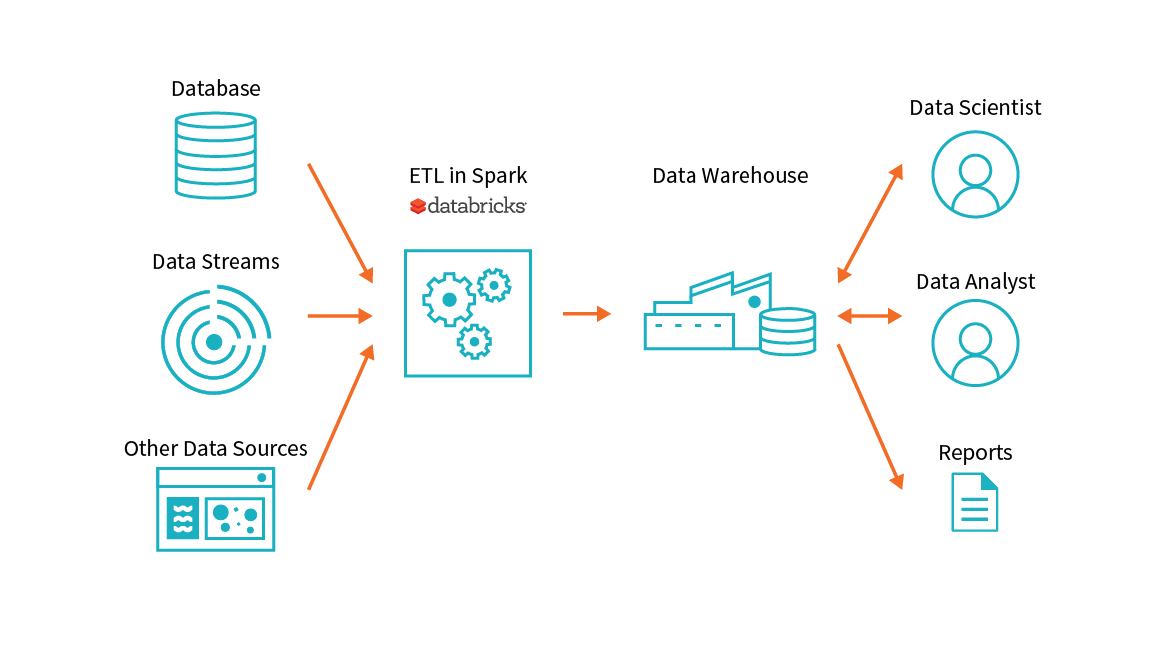 Database
Data Streams
Other Data Sources
ETL in Spark
databricks
Data Warehouse
Data Scientist
Data Analyst
Reports